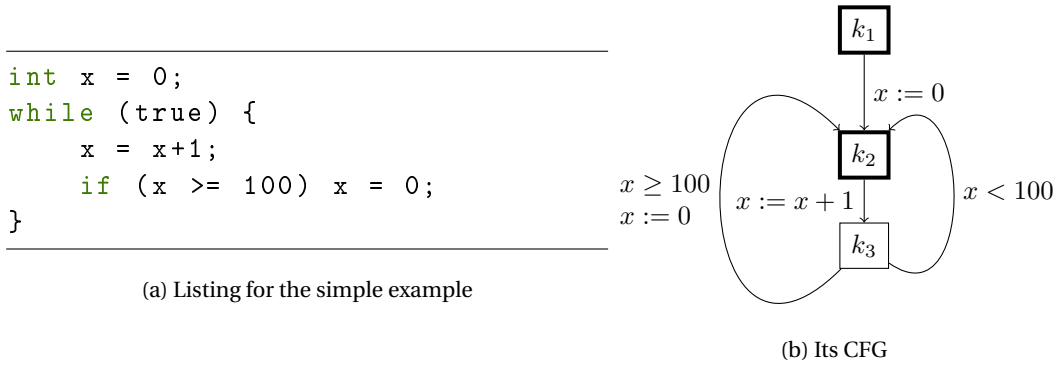 int x = 0;
while (true) {
    x = x+1;
    if (x >= 100) x = 0;
}
(a) Listing for the simple example
k₁
x := 0
k₂
x ≥ 100
x := 0
x := x + 1
x < 100
k₃
(b) Its CFG